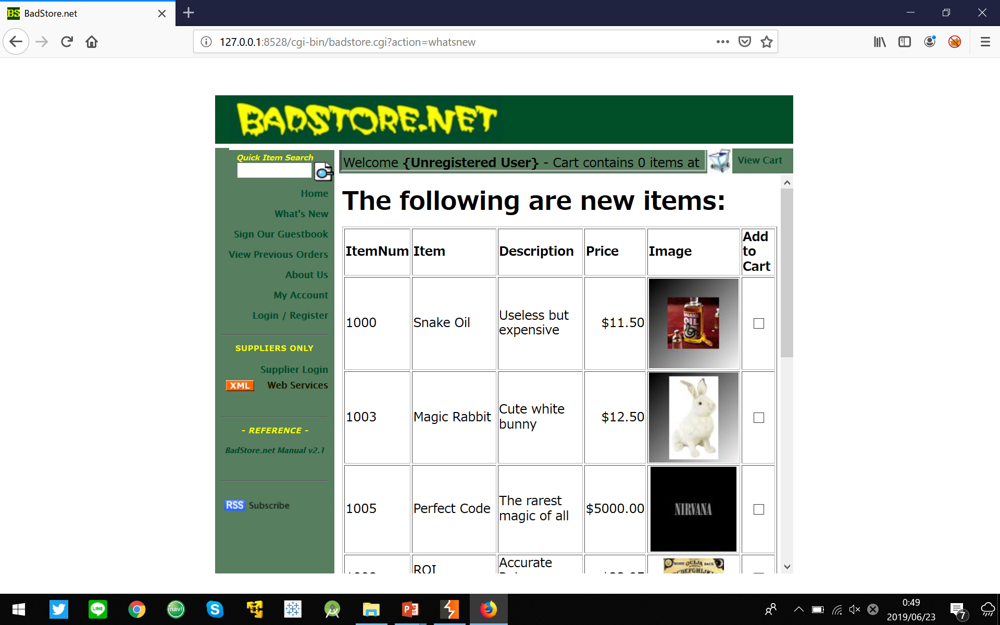 BS BadStore.net
127.0.0.1:8528/cgi-bin/badstore.cgi?action=whatsnew
BADSTORE.NET
Quick Item Search
Welcome {Unregistered User} - Cart contains 0 items at
View Cart
Home
What's New
Sign Our Guestbook
View Previous Orders
About Us
My Account
Login / Register
SUPPLIERS ONLY
Supplier Login
XML Web Services
- REFERENCE -
BadStore.net Manual v2.1
RSS Subscribe
The following are new items:
ItemNum Item Description Price Image Add to Cart
1000 Snake Oil Useless but expensive $11.50
SNAKE
OIL
1003 Magic Rabbit Cute white bunny $12.50
1005 Perfect Code The rarest magic of all $5000.00
NIRVANA
ROI Accurate
OUIJA
LINE
nav!
0:49
2019/06/23
7